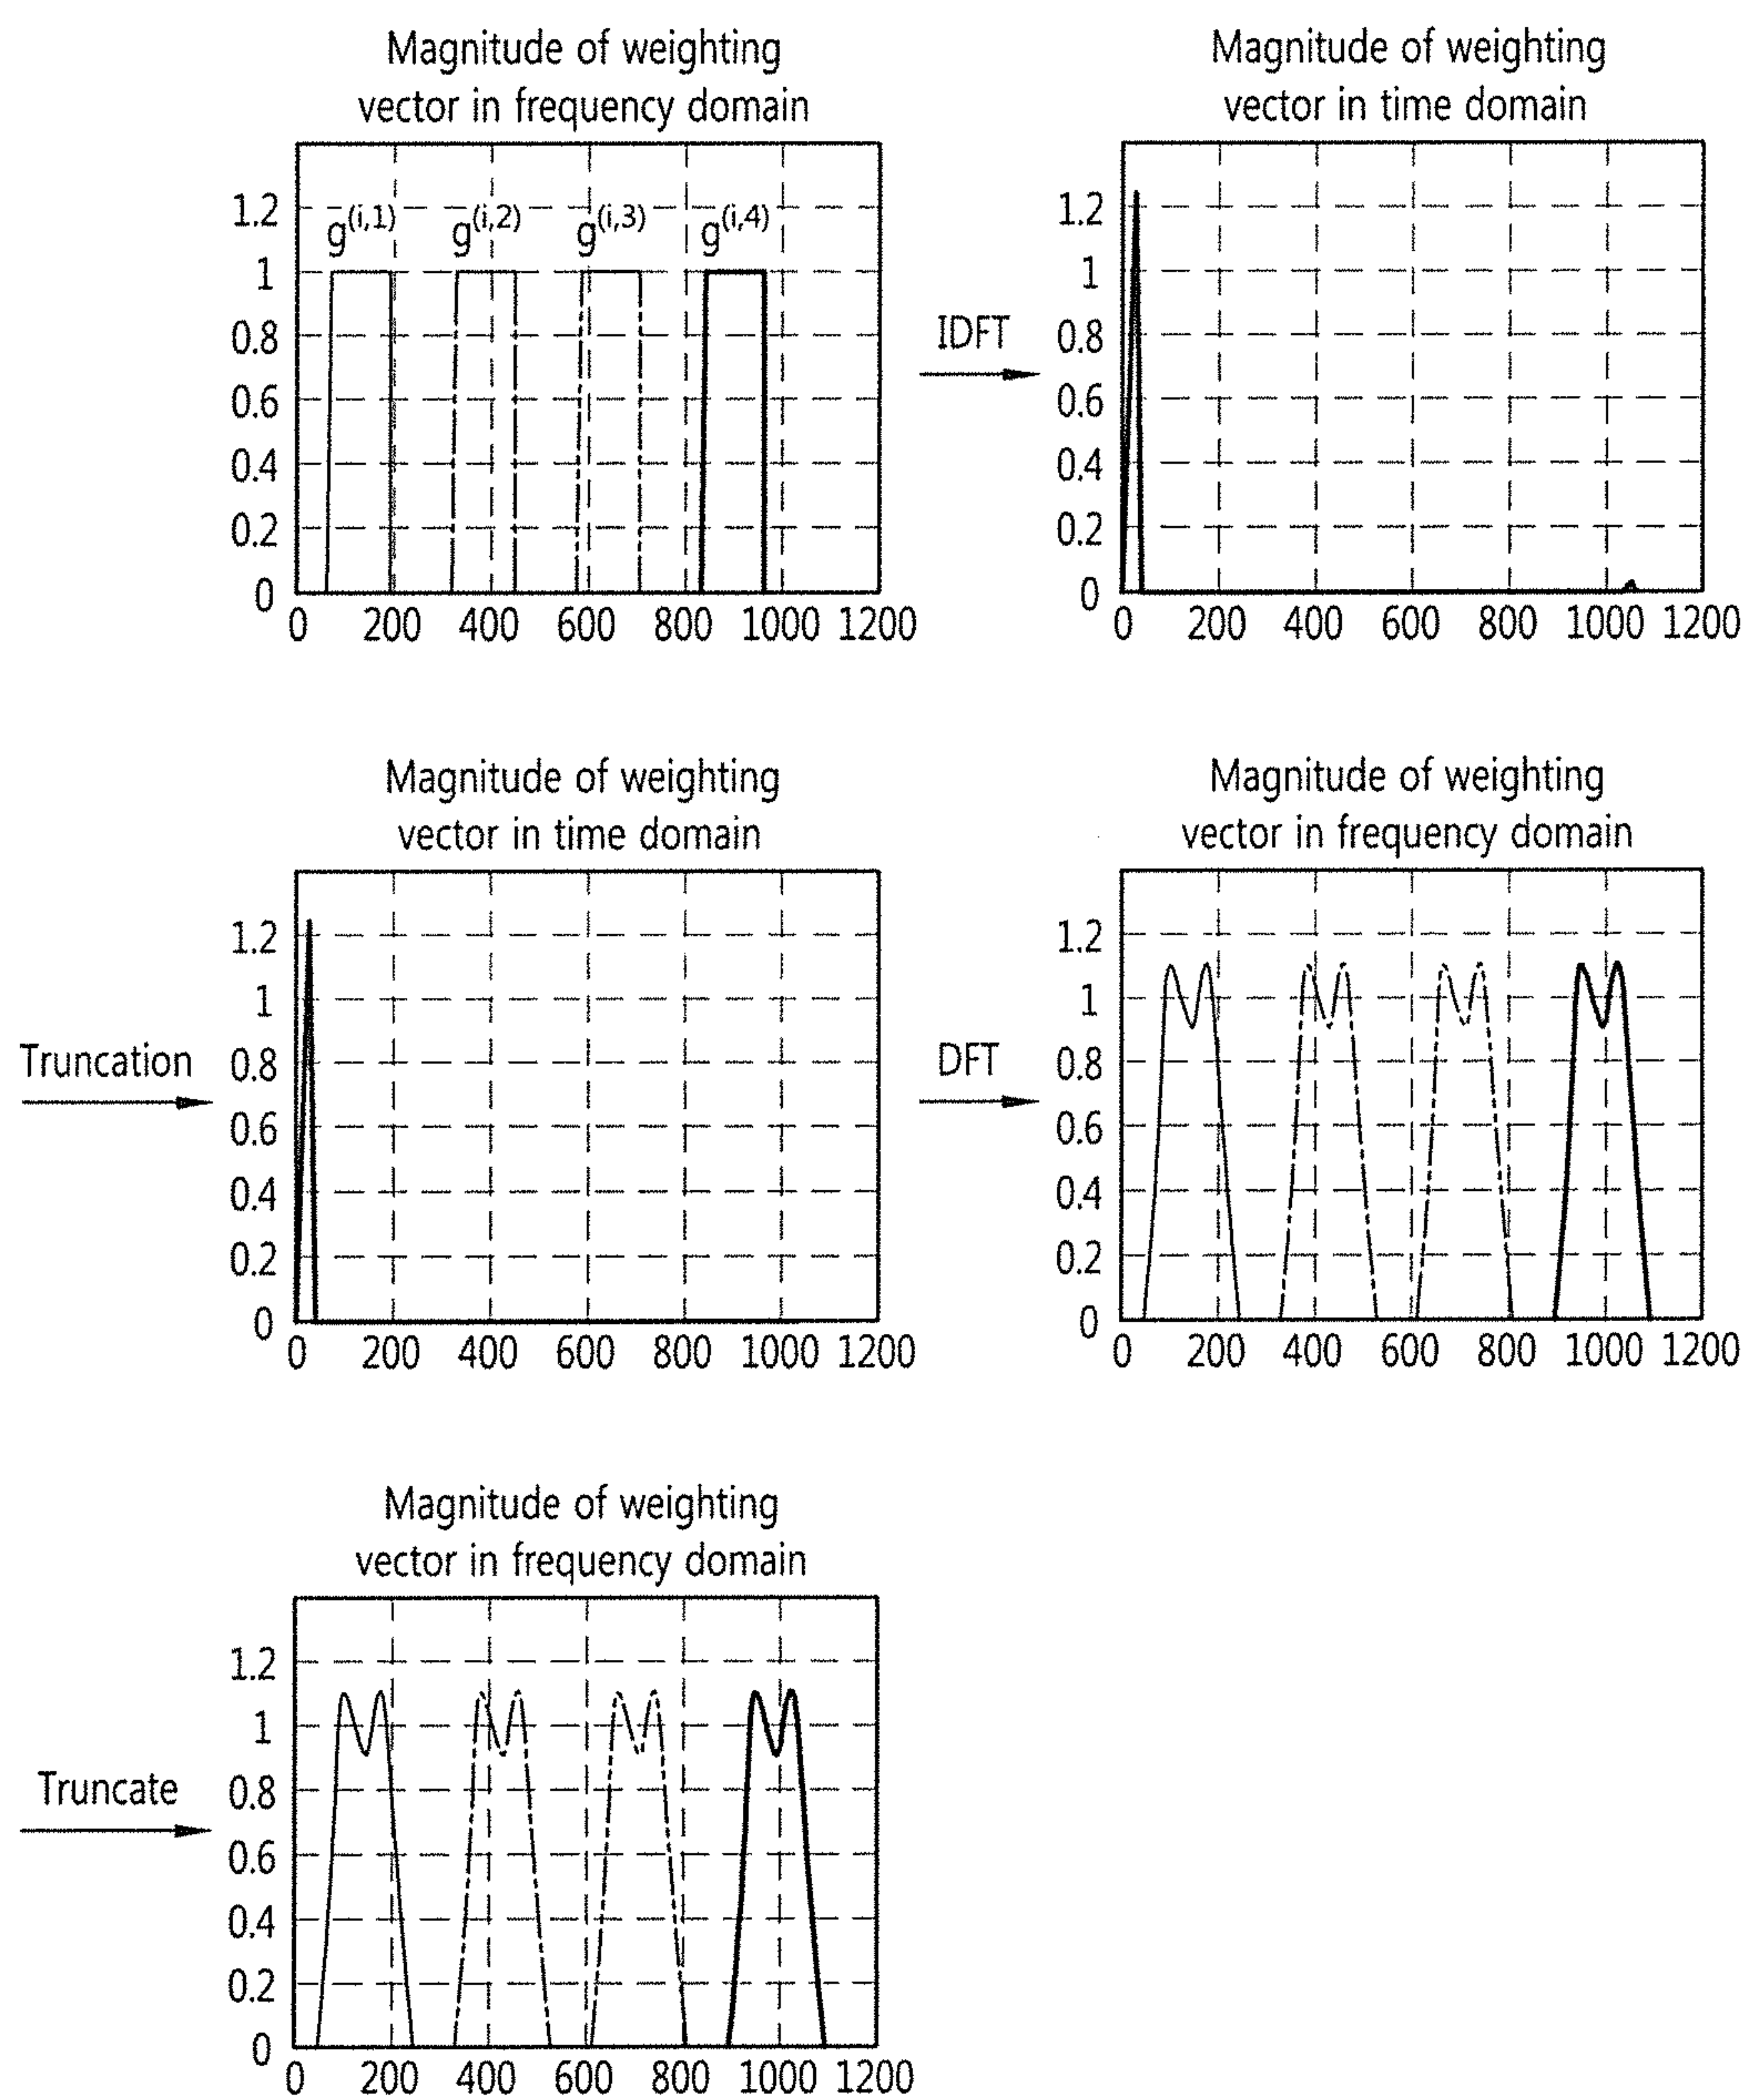 Magnitude of weighting
vector in frequency domain
1.2
1
0.8
0.6
0.4
0.2
0
g(i,1)
g(i,2)
g(i,3)
g(i,4)
0 200 400 600 800 1000 1200
IDFT
Magnitude of weighting
vector in time domain
1.2
1
0.8
0.6
0.4
0.2
0
0 200 400 600 800 1000 1200
Truncation
Magnitude of weighting
vector in time domain
1.2
1
0.8
0.6
0.4
0.2
0
0 200 400 600 800 1000 1200
DFT
Magnitude of weighting
vector in frequency domain
1.2
1
0.8
0.6
0.4
0.2
0
0 200 400 600 800 1000 1200
Truncate
Magnitude of weighting
vector in frequency domain
1.2
1
0.8
0.6
0.4
0.2
0
0 200 400 600 800 1000 1200